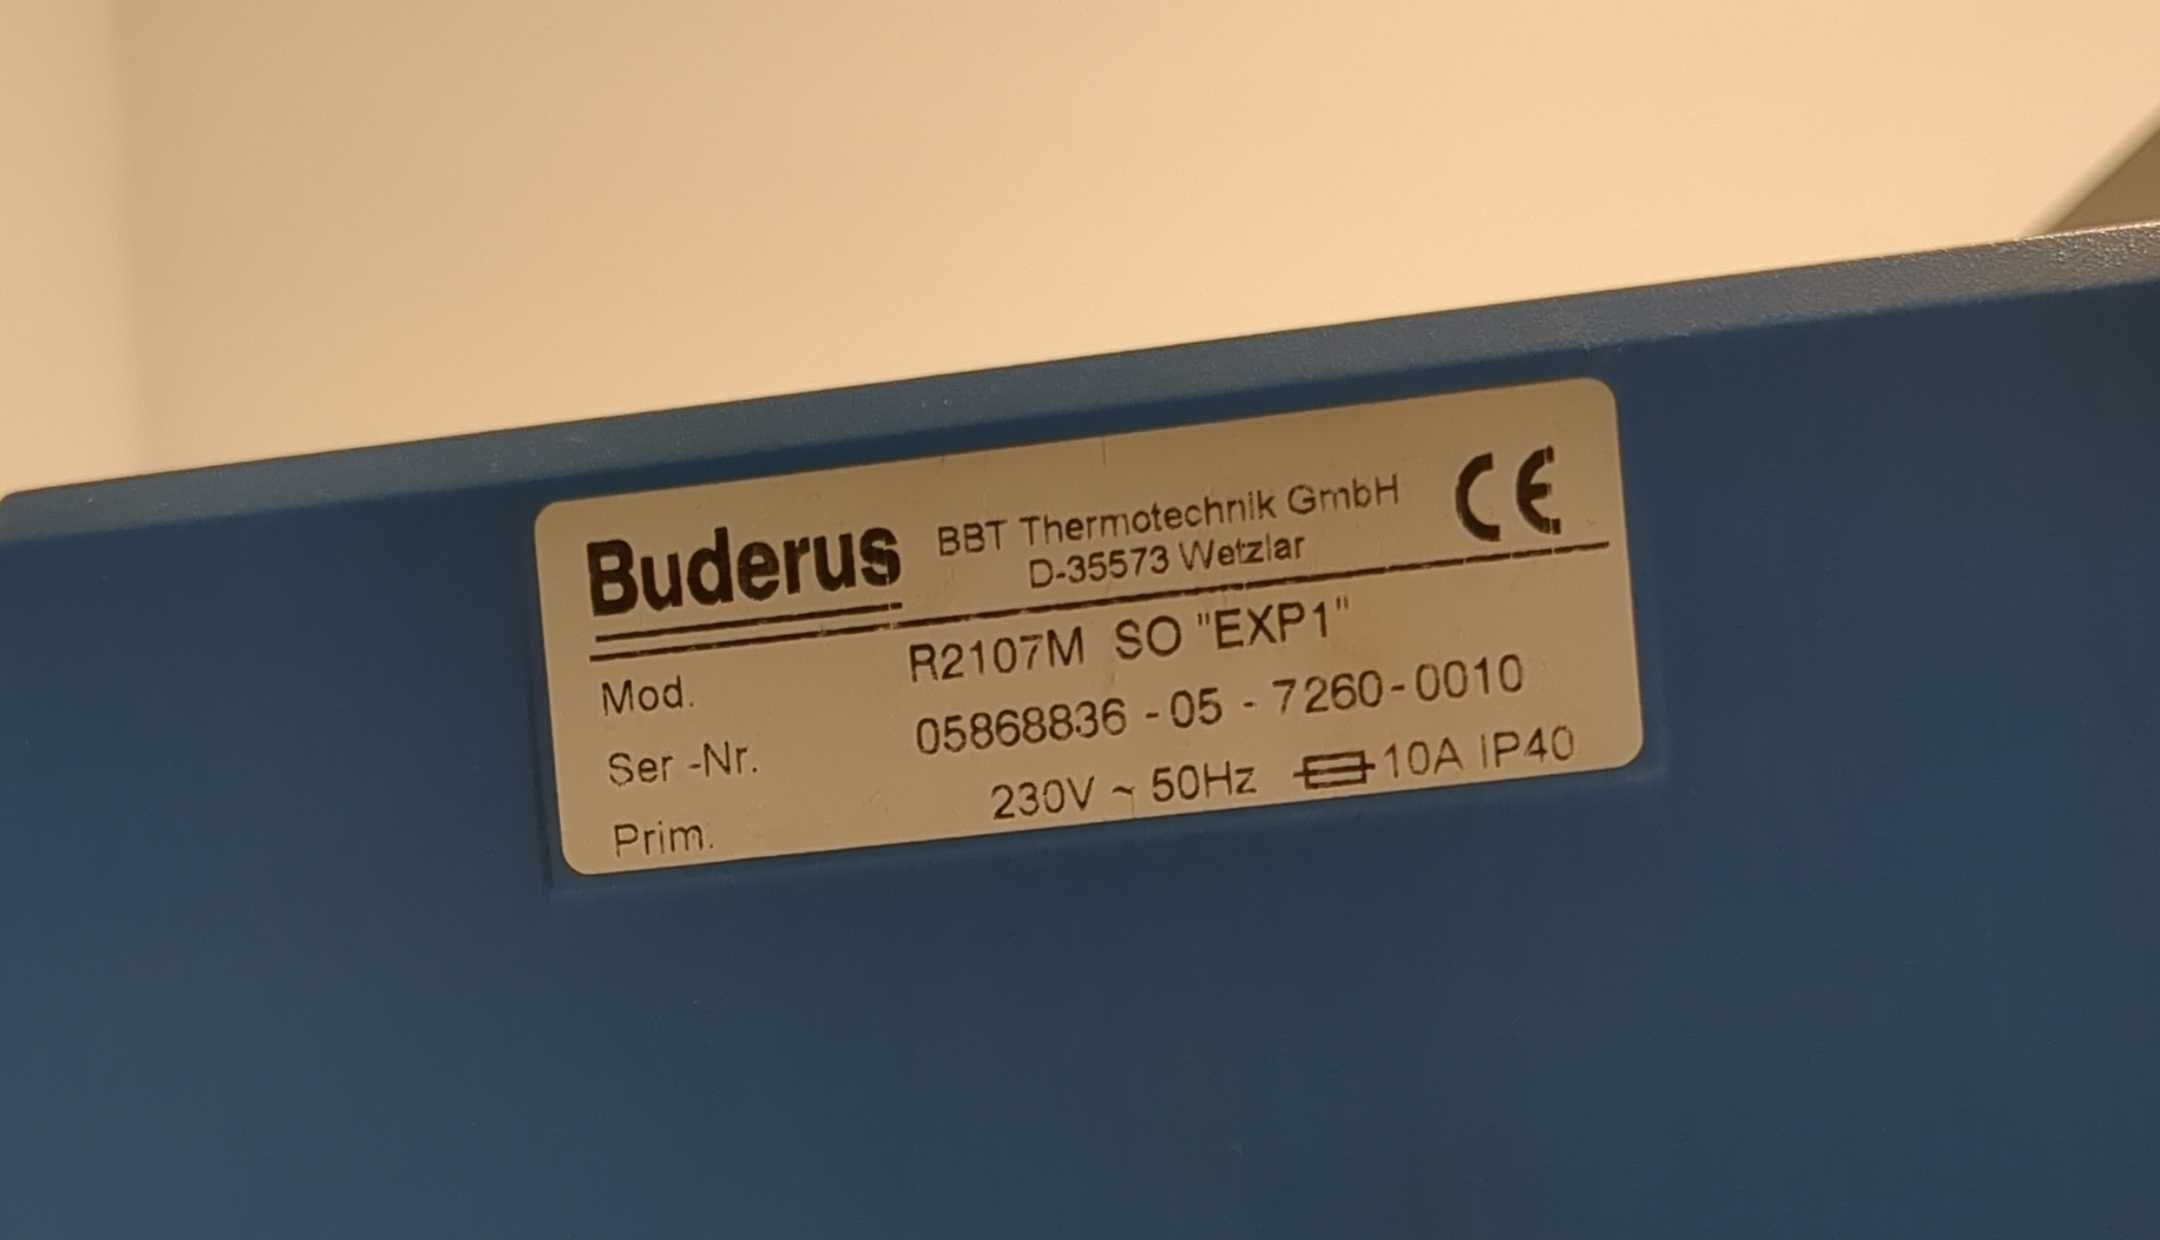 Buderus BBT Thermotechnik GmbH CE
D-35573 Wetzlar
Mod. R2107M SO "EXP1"
Ser -Nr. 05868836 - 05 - 7260-0010
Prim. 230V ~ 50Hz 10A IP40